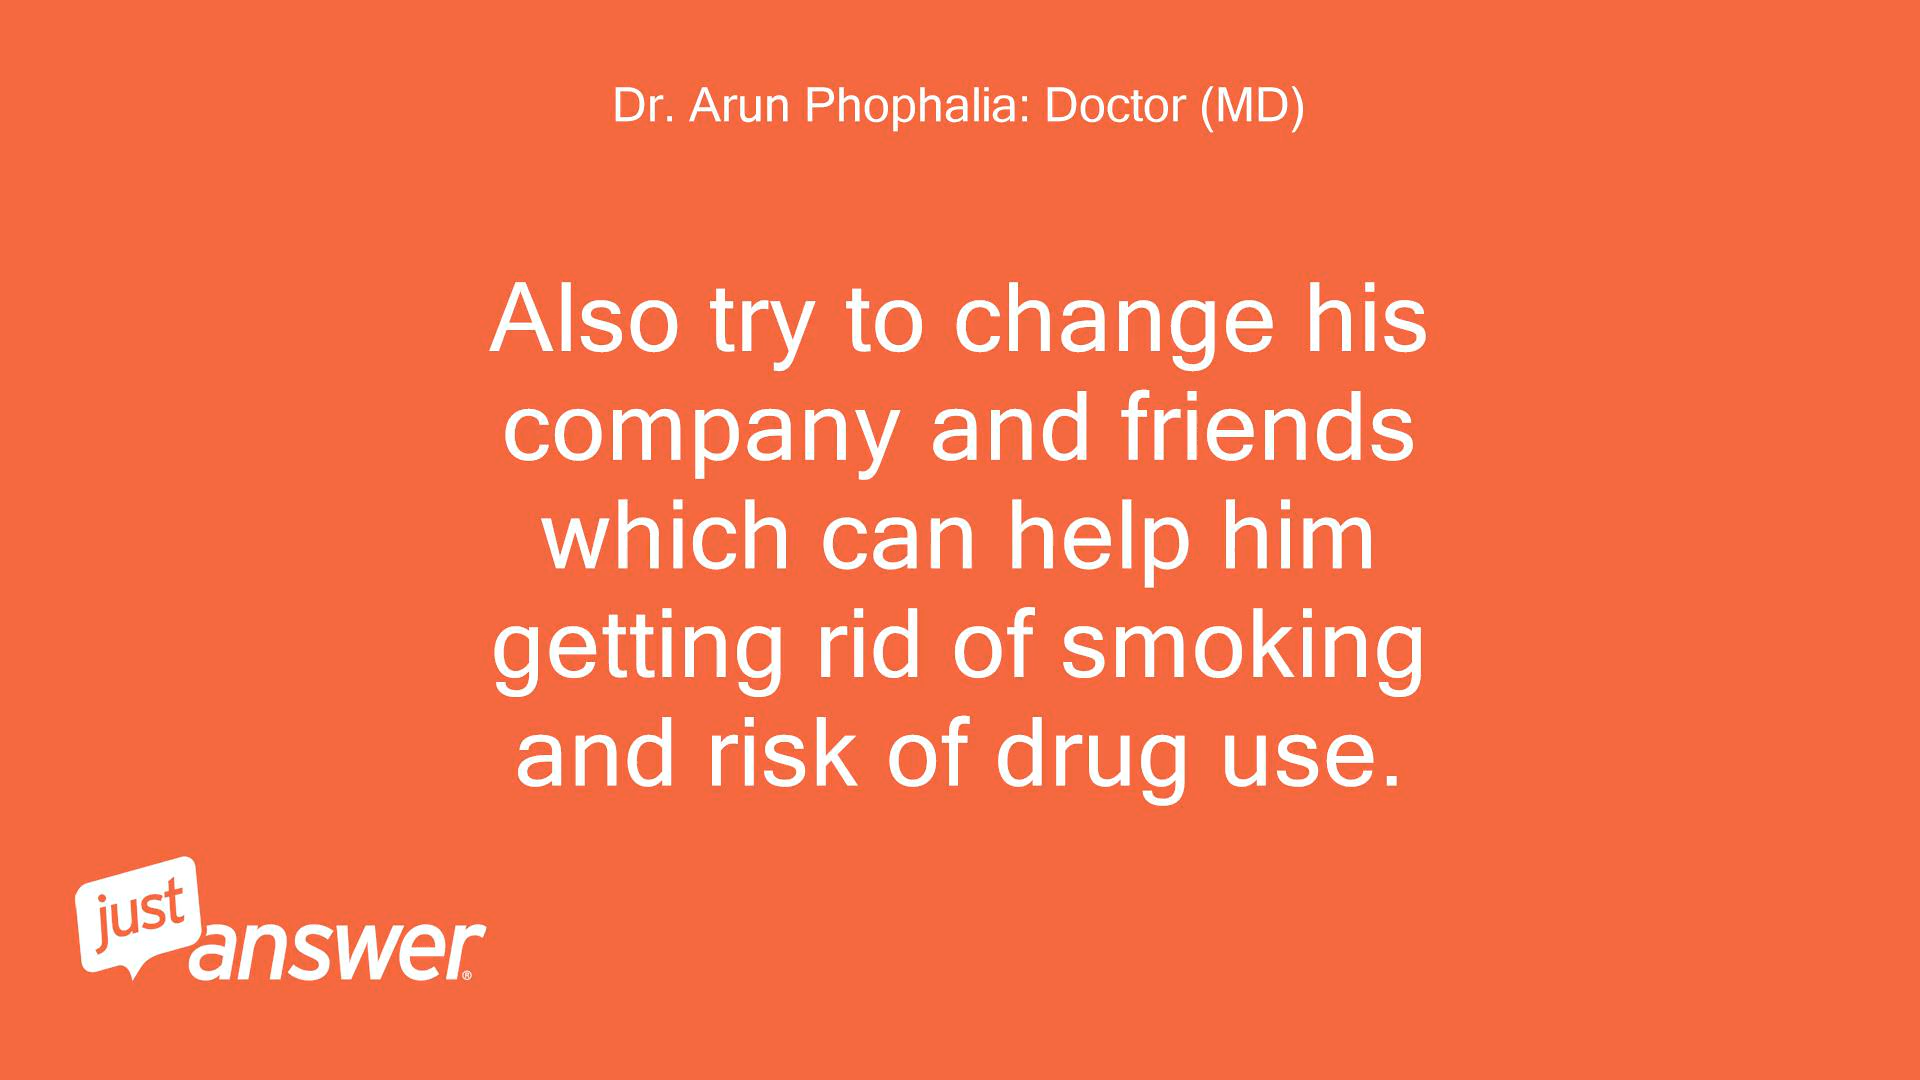 Dr. Arun Phophalia: Doctor (MD)
Also try to change his
company and friends
which can help him
getting rid of smoking
and risk of drug use.
just
answer®